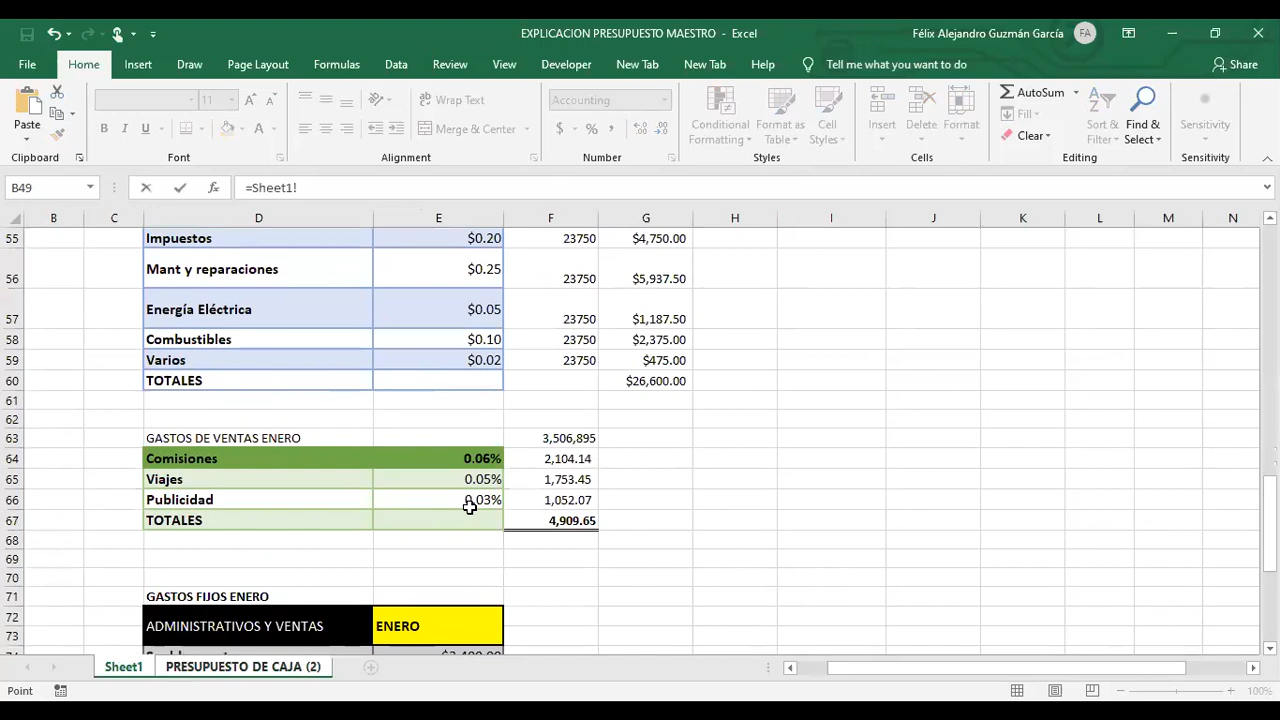 EXPLICACION PRESUPUESTO MAESTRO - Excel
Félix Alejandro Guzmán García FA
File Home Insert Draw Page Layout Formulas Data Review View Developer New Tab New Tab Help Tell me what you want to do Share
Paste
Clipboard
11
B I U
Font
Wrap Text
Merge & Center
Alignment
Accounting
$ % ,
Number
Conditional Formatting
Format as Table
Cell Styles
Styles
Insert
Delete
Format
Cells
AutoSum
Fill
Clear
Sort & Filter
Find & Select
Editing
Sensitivity
Sensitivity
B49 fx =Sheet1!
B C D E F G H I J K L M N
55 Impuestos $0.20 23750 $4,750.00
56 Mant y reparaciones $0.25 23750 $5,937.50
57 Energía Eléctrica $0.05 23750 $1,187.50
58 Combustibles $0.10 23750 $2,375.00
59 Varios $0.02 23750 $475.00
60 TOTALES $26,600.00
61
62
63 GASTOS DE VENTAS ENERO 3,506,895
64 Comisiones 0.06% 2,104.14
65 Viajes 0.05% 1,753.45
66 Publicidad 0.03% 1,052.07
67 TOTALES 4,909.65
68
69
70
71 GASTOS FIJOS ENERO
72 ADMINISTRATIVOS Y VENTAS ENERO
73
Sheet1 PRESUPUESTO DE CAJA (2)
Point 100%